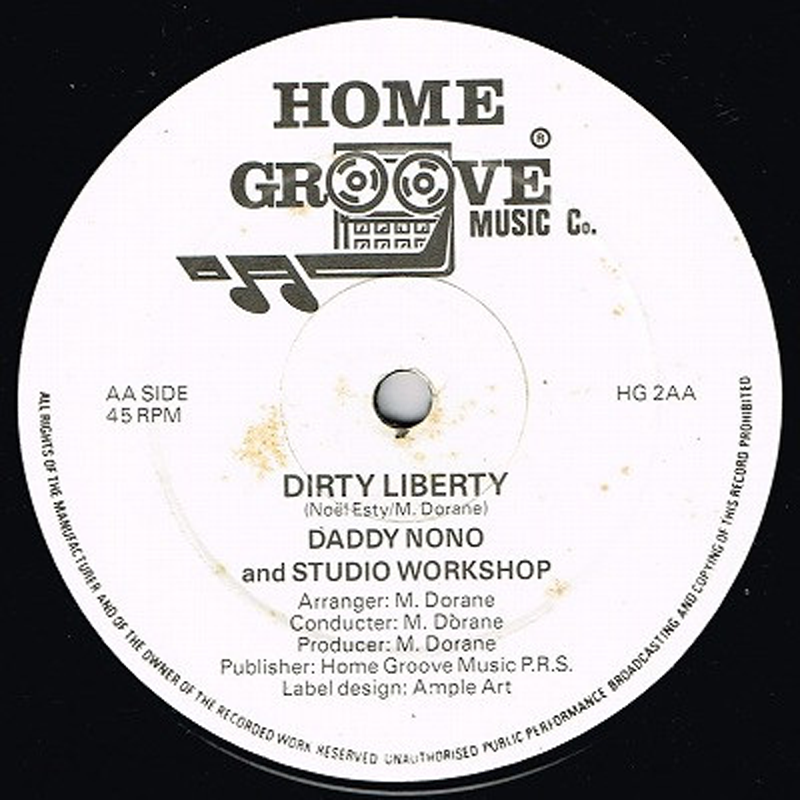 HOME
GROOVE ®
MUSIC Co.
AA SIDE
45 RPM
HG 2AA
DIRTY LIBERTY
(Noël Esty/M. Dorane)
DADDY NONO
and STUDIO WORKSHOP
Arranger: M. Dorane
Conducter: M. Dorane
Producer: M. Dorane
Publisher: Home Groove Music P.R.S.
Label design: Ample Art
ALL RIGHTS OF THE MANUFACTURER AND OF THE OWNER OF THE RECORDED WORK RESERVED UNAUTHORISED PUBLIC PERFORMANCE BROADCASTING AND COPYING OF THIS RECORD PROHIBITED